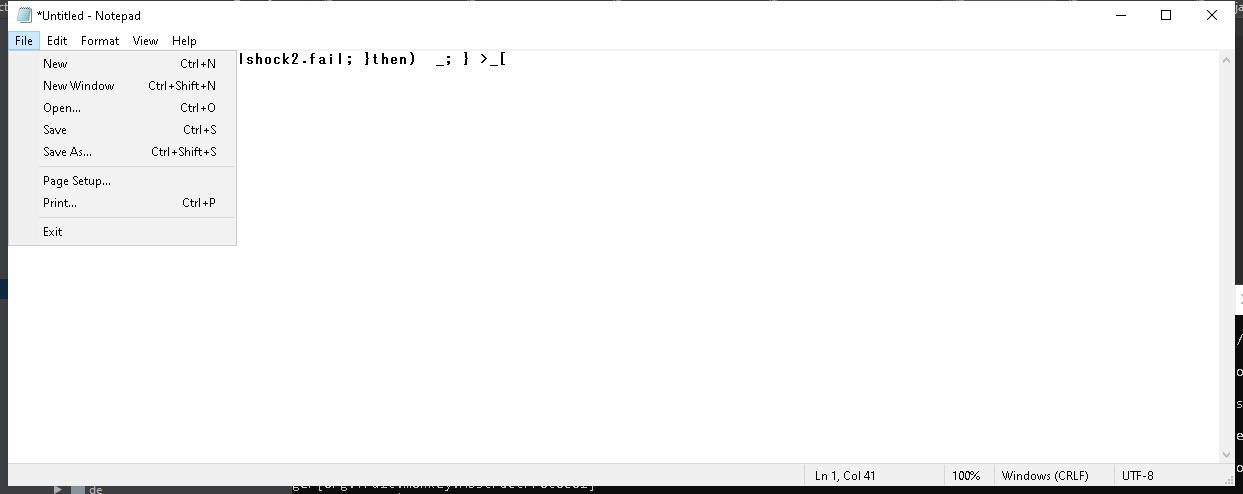 *Untitled - Notepad
File Edit Format View Help
lshock2.fail; }then)  _; } >_[
New Ctrl+N
New Window Ctrl+Shift+N
Open... Ctrl+O
Save Ctrl+S
Save As... Ctrl+Shift+S
Page Setup...
Print... Ctrl+P
Exit
Ln 1, Col 41 100% Windows (CRLF) UTF-8
de